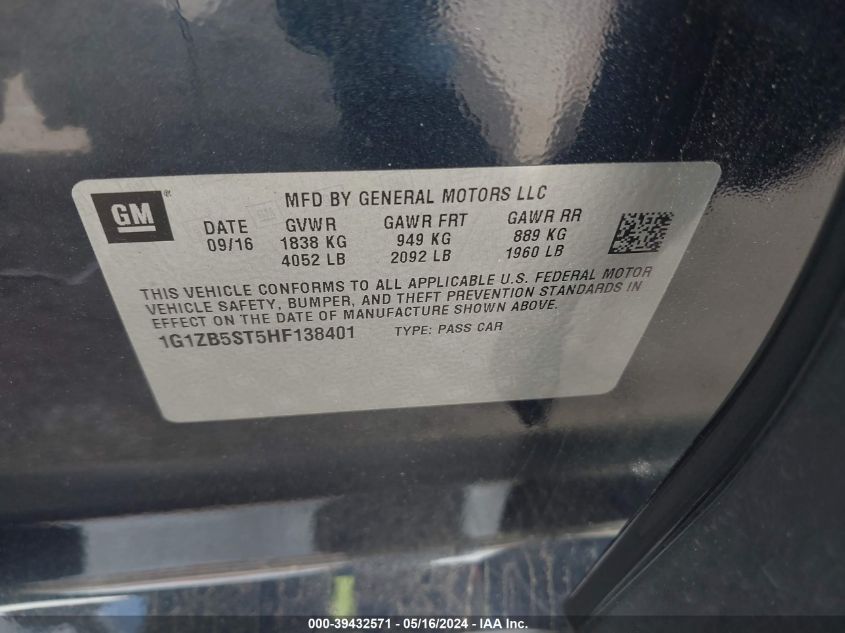 GM ®
MFD BY GENERAL MOTORS LLC
DATE GVWR GAWR FRT GAWR RR
09/16 1838 KG 949 KG 889 KG
4052 LB 2092 LB 1960 LB
THIS VEHICLE CONFORMS TO ALL APPLICABLE U.S. FEDERAL MOTOR
VEHICLE SAFETY, BUMPER, AND THEFT PREVENTION STANDARDS IN
EFFECT ON THE DATE OF MANUFACTURE SHOWN ABOVE.
1G1ZB5ST5HF138401 TYPE: PASS CAR
000-39432571 - 05/16/2024 - IAA Inc.